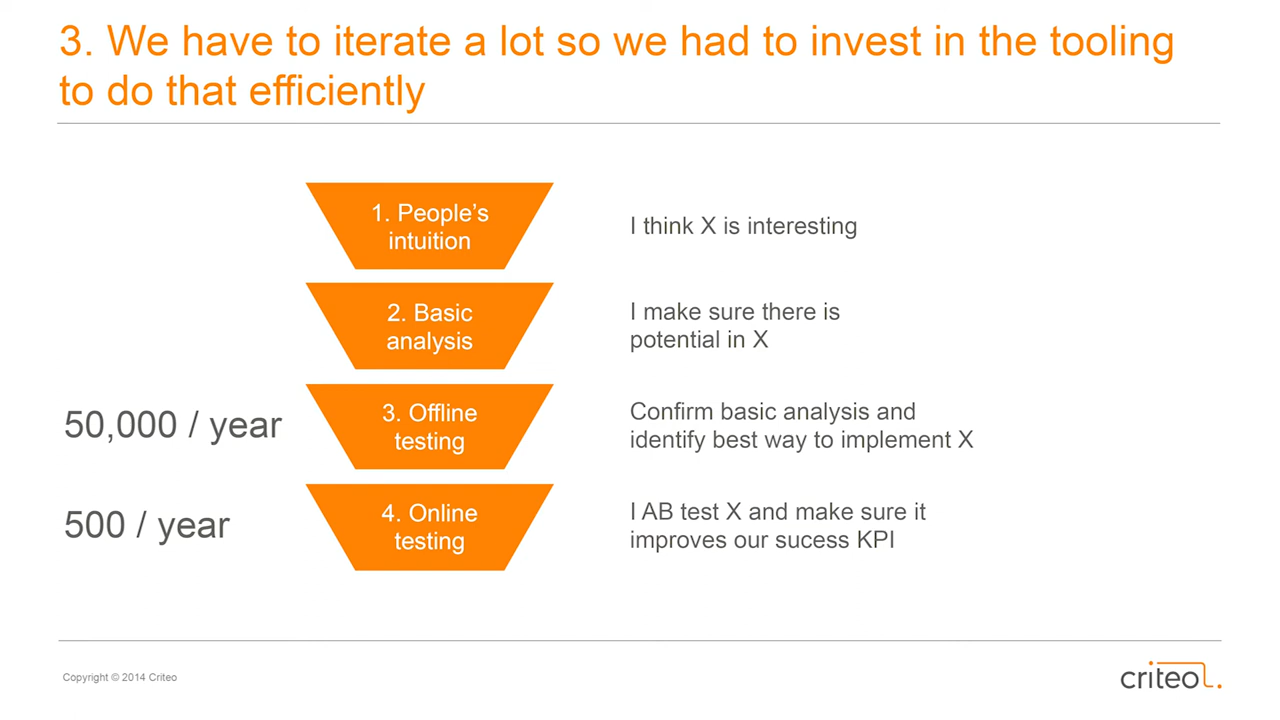 3. We have to iterate a lot so we had to invest in the tooling
to do that efficiently
1. People's
intuition
I think X is interesting
2. Basic
analysis
I make sure there is
potential in X
50,000 / year
3. Offline
testing
Confirm basic analysis and
identify best way to implement X
500 / year
4. Online
testing
I AB test X and make sure it
improves our sucess KPI
Copyright © 2014 Criteo
criteo